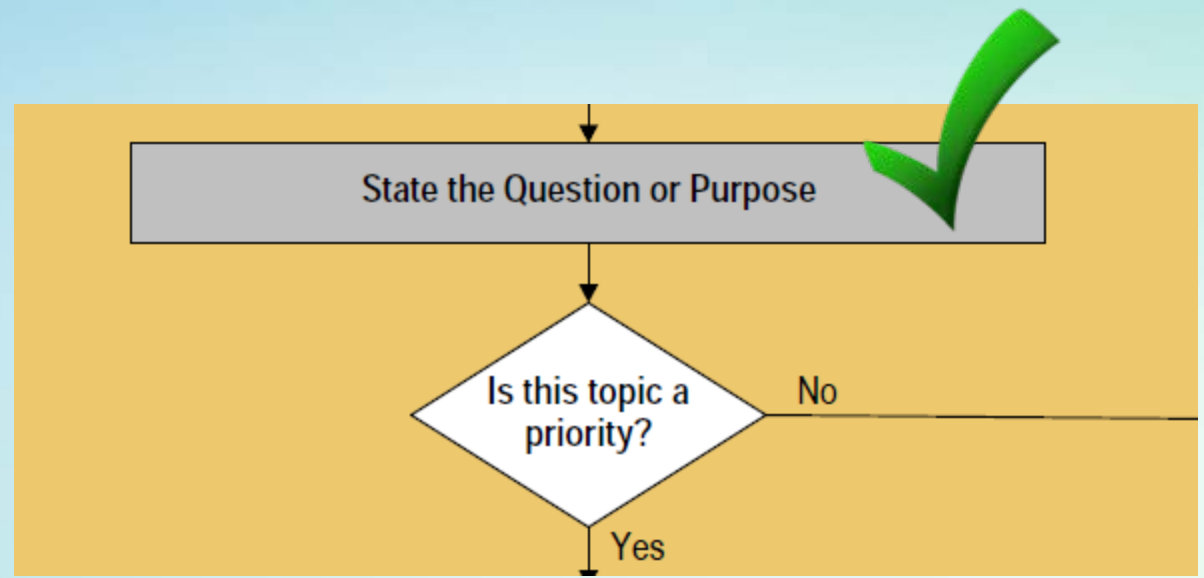 State the Question or Purpose
Is this topic a
priority?
No
Yes